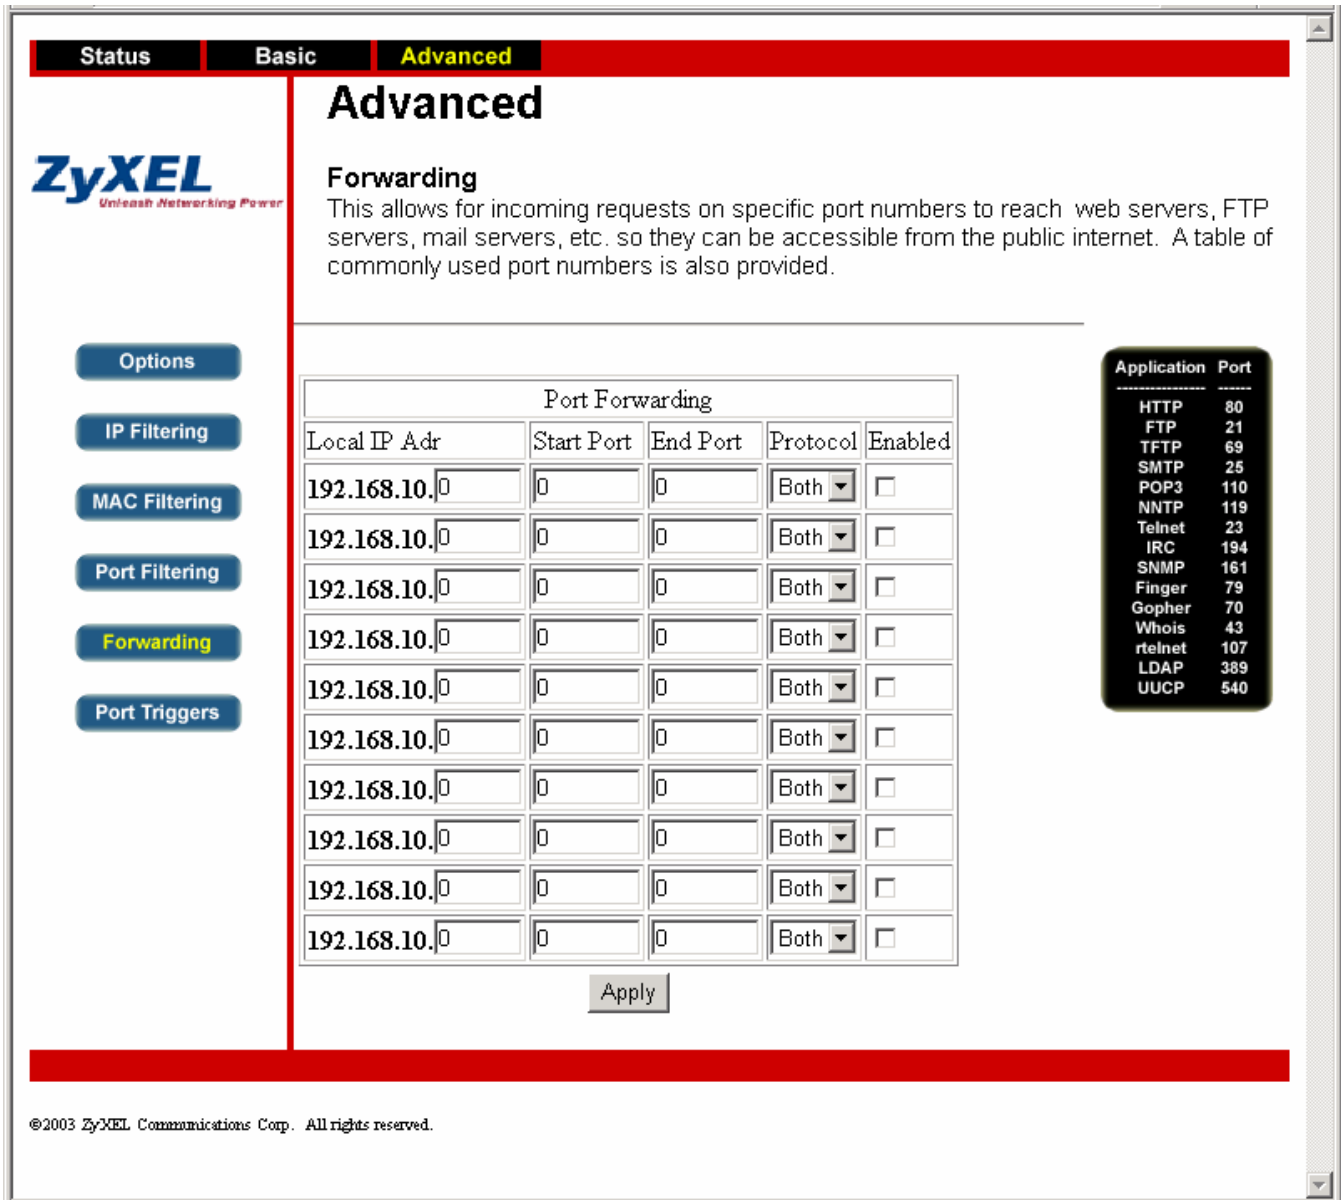 Status Basic Advanced
Advanced
ZyXEL
Unleash Networking Power
Forwarding
This allows for incoming requests on specific port numbers to reach web servers, FTP
servers, mail servers, etc. so they can be accessible from the public internet. A table of
commonly used port numbers is also provided.
Options
IP Filtering
MAC Filtering
Port Filtering
Forwarding
Port Triggers
Port Forwarding
Local IP Adr Start Port End Port Protocol Enabled
192.168.10.0 0 0 Both
192.168.10.0 0 0 Both
192.168.10.0 0 0 Both
192.168.10.0 0 0 Both
192.168.10.0 0 0 Both
192.168.10.0 0 0 Both
192.168.10.0 0 0 Both
192.168.10.0 0 0 Both
192.168.10.0 0 0 Both
192.168.10.0 0 0 Both
Apply
Application Port
----------------- ------
HTTP 80
FTP 21
TFTP 69
SMTP 25
POP3 110
NNTP 119
Telnet 23
IRC 194
SNMP 161
Finger 79
Gopher 70
Whois 43
rtelnet 107
LDAP 389
UUCP 540
©2003 ZyXEL Communications Corp. All rights reserved.